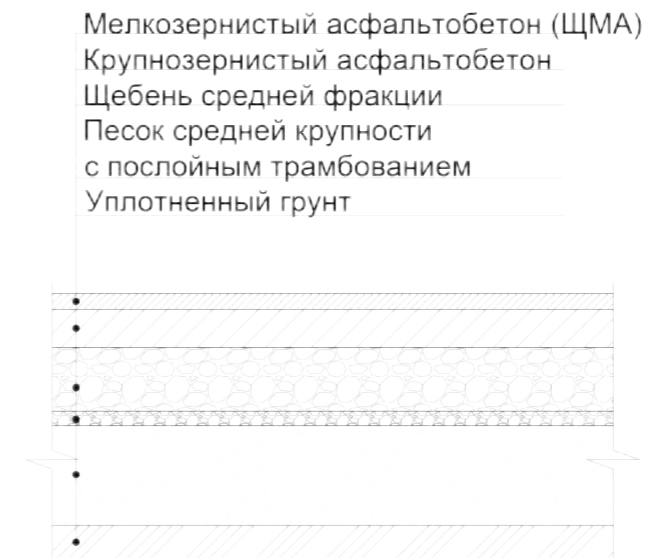 Мелкозернистый асфальтобетон (ЩМА)
Крупнозернистый асфальтобетон
Щебень средней фракции
Песок средней крупности
с послойным трамбованием
Уплотненный грунт